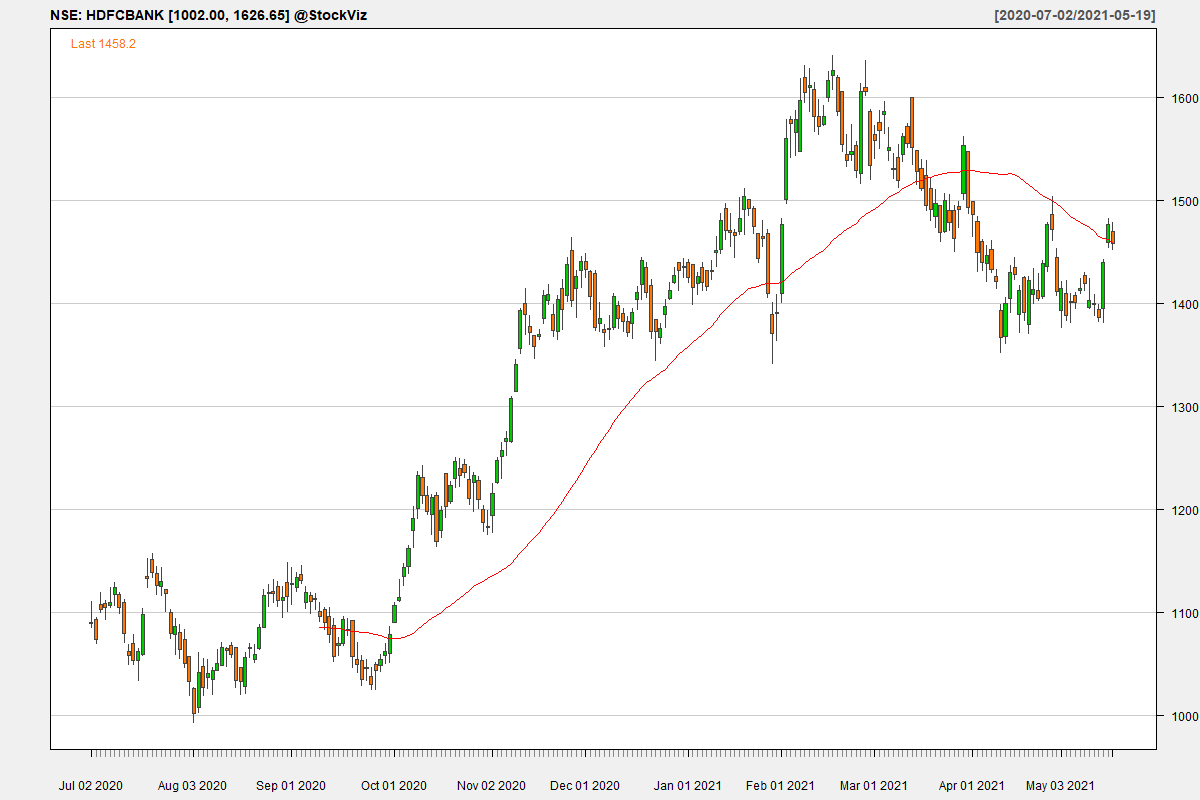 NSE: HDFCBANK [1002.00, 1626.65] @StockViz [2020-07-02/2021-05-19]
Last 1458.2
1600
1500
1400
1300
1200
1100
1000
Jul 02 2020 Aug 03 2020 Sep 01 2020 Oct 01 2020 Nov 02 2020 Dec 01 2020 Jan 01 2021 Feb 01 2021 Mar 01 2021 Apr 01 2021 May 03 2021